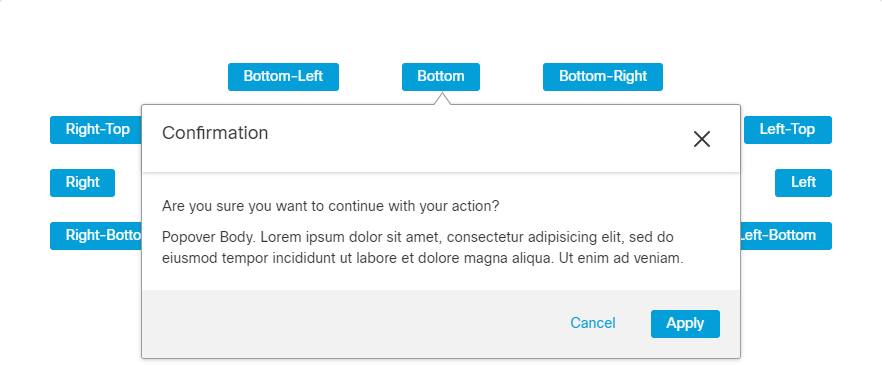 Bottom-Left Bottom Bottom-Right
Right-Top Left-Top
Confirmation
Right Left
Are you sure you want to continue with your action?
Right-Botto Left-Bottom
Popover Body. Lorem ipsum dolor sit amet, consectetur adipisicing elit, sed do
eiusmod tempor incididunt ut labore et dolore magna aliqua. Ut enim ad veniam.
Cancel Apply